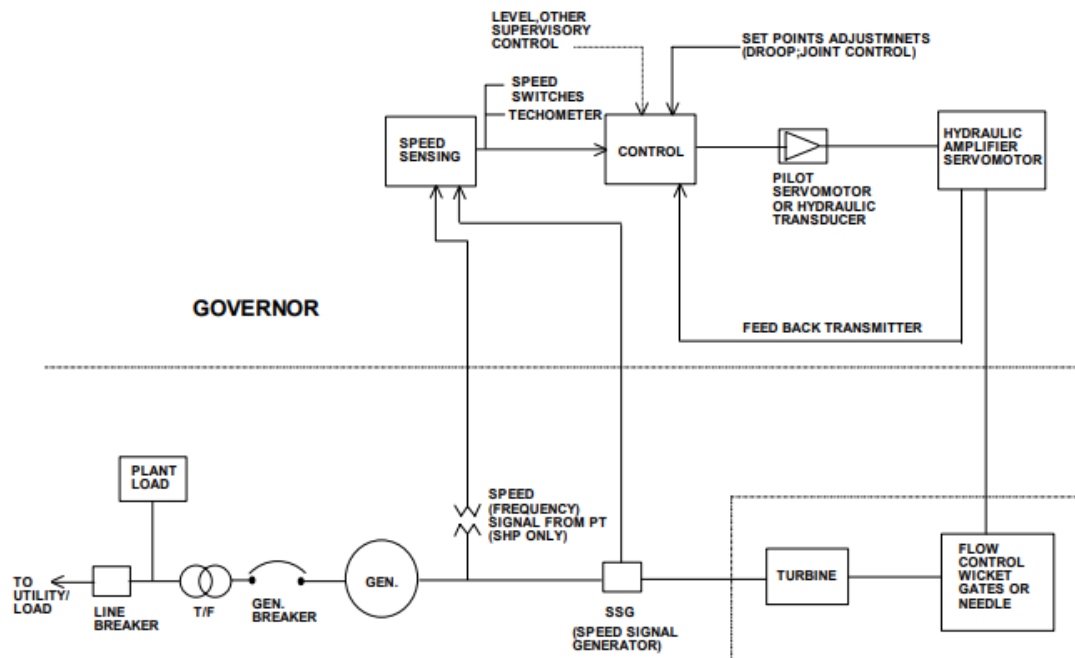 LEVEL,OTHER
SUPERVISORY
CONTROL
SET POINTS ADJUSTMNETS
(DROOP;JOINT CONTROL)
SPEED
SWITCHES
TECHOMETER
SPEED
SENSING
CONTROL
HYDRAULIC
AMPLIFIER
SERVOMOTOR
PILOT
SERVOMOTOR
OR HYDRAULIC
TRANSDUCER
GOVERNOR
FEED BACK TRANSMITTER
PLANT
LOAD
SPEED
(FREQUENCY)
SIGNAL FROM PT
(SHP ONLY)
TO
UTILITY/
LOAD
LINE
BREAKER
T/F
GEN.
BREAKER
GEN.
SSG
(SPEED SIGNAL
GENERATOR)
TURBINE
FLOW
CONTROL
WICKET
GATES OR
NEEDLE